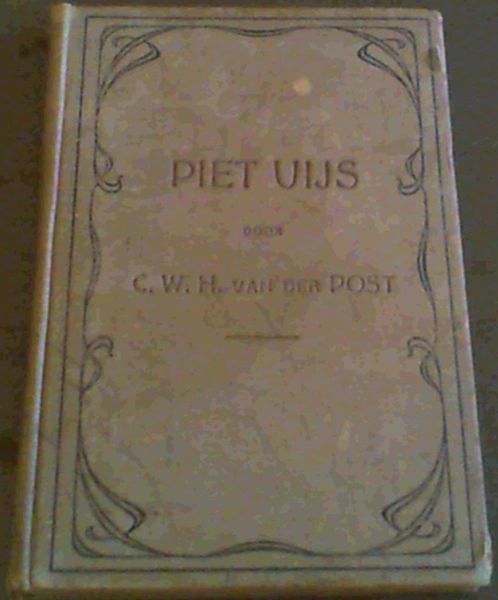 PIET UIJS
DOOR
C. W. H. VAN DER POST